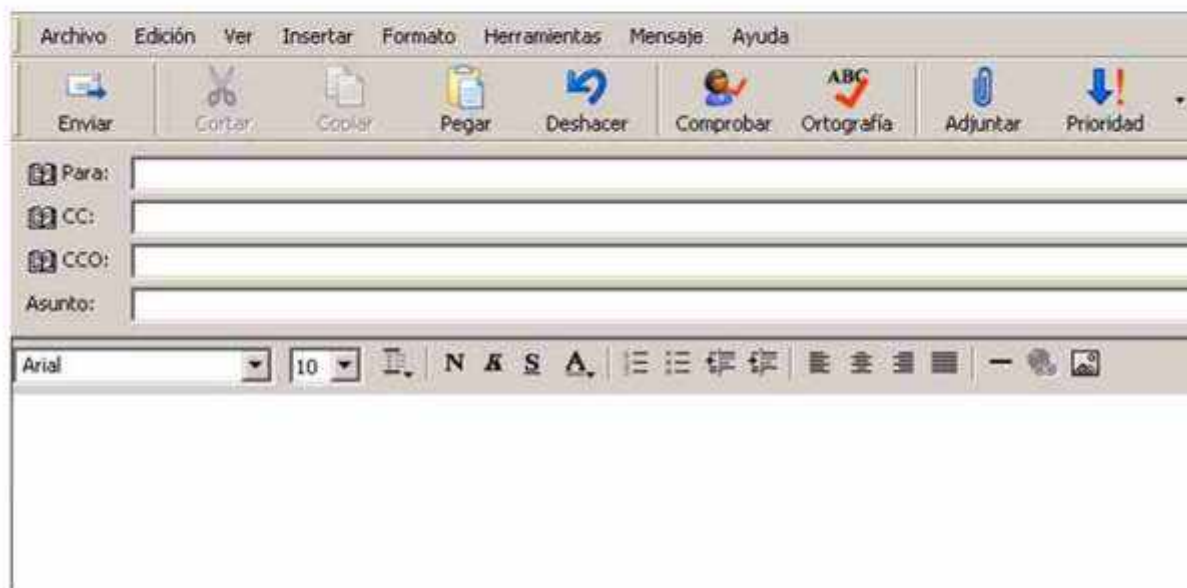 Archivo Edición Ver Insertar Formato Herramientas Mensaje Ayuda
ABC
Enviar Cortar Copiar Pegar Deshacer Comprobar Ortografía Adjuntar Prioridad
Para:
CC:
CCO:
Asunto:
Arial 10 N K S A